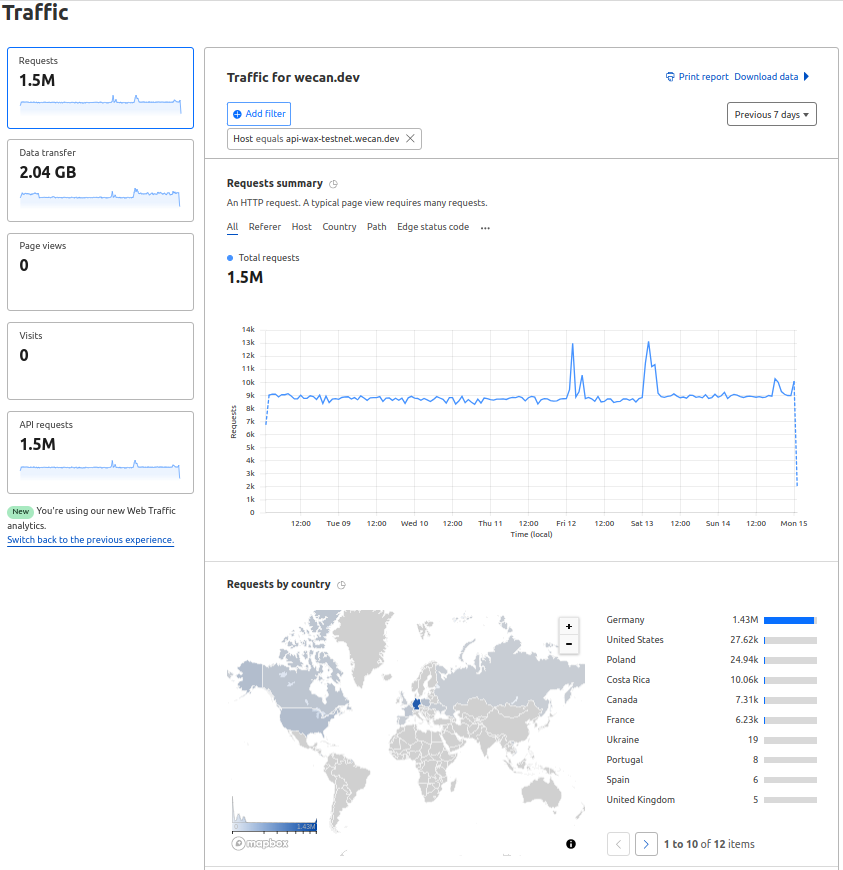 Traffic
Requests
1.5M
Data transfer
2.04 GB
Page views
0
Visits
0
API requests
1.5M
New You're using our new Web Traffic
analytics.
Switch back to the previous experience.
Traffic for wecan.dev
Print report Download data
Add filter
Previous 7 days
Host equals api-wax-testnet.wecan.dev
Requests summary
An HTTP request. A typical page view requires many requests.
All Referer Host Country Path Edge status code ...
Total requests
1.5M
14k
13k
12k
11k
10k
9k
8k
7k
6k
5k
4k
3k
2k
1k
0
Requests
12:00 Tue 09 12:00 Wed 10 12:00 Thu 11 12:00 Fri 12 12:00 Sat 13 12:00 Sun 14 12:00 Mon 15
Time (local)
Requests by country
+
−
Germany 1.43M
United States 27.62k
Poland 24.94k
Costa Rica 10.06k
Canada 7.31k
France 6.23k
Ukraine 19
Portugal 8
Spain 6
United Kingdom 5
0 1.43M
mapbox
1 to 10 of 12 items